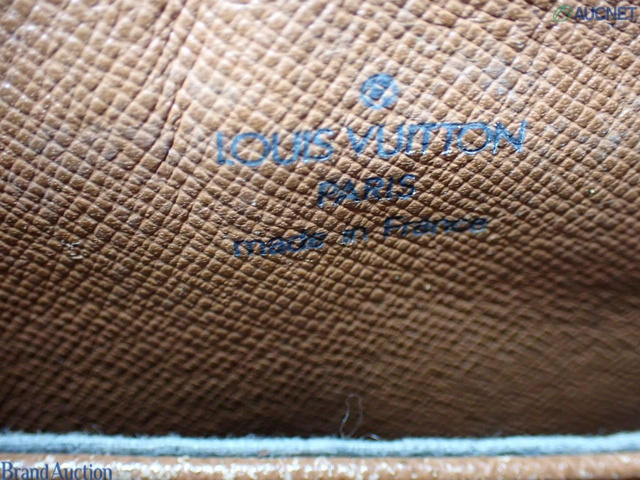 AUCNET
LOUIS VUITTON
PARIS
made in France
Brand Auction